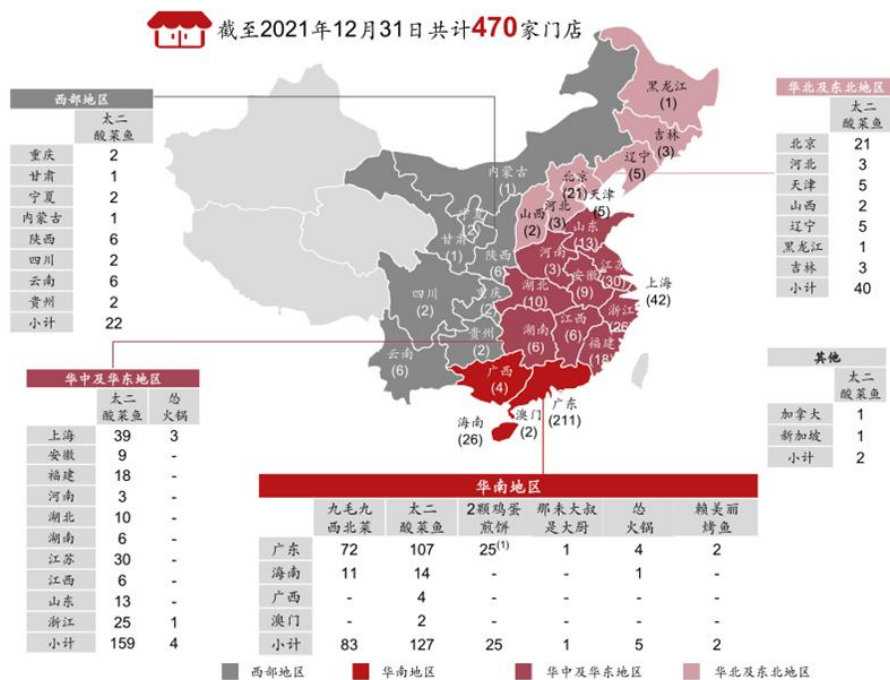 截至2021年12月31日共计470家门店
西部地区
太二
酸菜鱼
重庆 2
甘肃 1
宁夏 2
内蒙古 1
陕西 6
四川 2
云南 6
贵州 2
小计 22
华北及东北地区
太二
酸菜鱼
北京 21
河北 3
天津 5
山西 2
辽宁 5
黑龙江 1
吉林 3
小计 40
黑龙江
(1)
吉林
(3)
辽宁
(5)
内蒙古
(1)
北京
(21)
天津
(5)
河北
(3)
山西
(2)
宁夏
(2)
山东
(13)
甘肃
(1)
陕西
(6)
河南
(3)
江苏
(30)
安徽
(9)
上海
(42)
湖北
(10)
四川
(2)
重庆
(2)
浙江
(26)
湖南
(6)
江西
(6)
贵州
(2)
福建
(18)
云南
(6)
广西
(4)
广东
(211)
澳门
(2)
海南
(26)
华中及华东地区
太二 怂
酸菜鱼 火锅
上海 39 3
安徽 9 -
福建 18 -
河南 3 -
湖北 10 -
湖南 6 -
江苏 30 -
江西 6 -
山东 13 -
浙江 25 1
小计 159 4
其他
太二
酸菜鱼
加拿大 1
新加坡 1
小计 2
华南地区
九毛九 太二 2颗鸡蛋 那未大叔 怂 赖美丽
西北菜 酸菜鱼 煎饼 是大厨 火锅 烤鱼
广东 72 107 25(1) 1 4 2
海南 11 14 - - 1 -
广西 - 4 - - - -
澳门 - 2 - - - -
小计 83 127 25 1 5 2
西部地区 华南地区 华中及华东地区 华北及东北地区